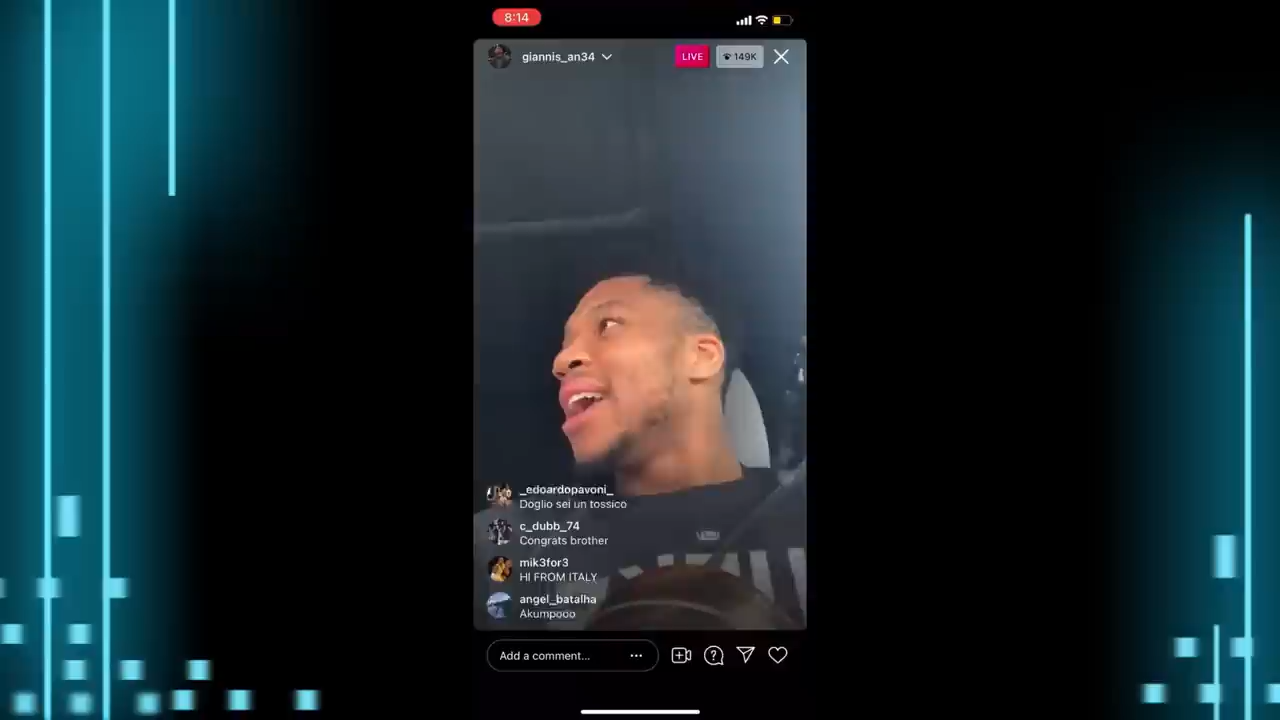 8:14
giannis_an34
LIVE
149K
_edoardopavoni_
Doglio sei un tossico
c_dubb_74
Congrats brother
mik3for3
HI FROM ITALY
angel_batalha
Akumpooo
Add a comment...